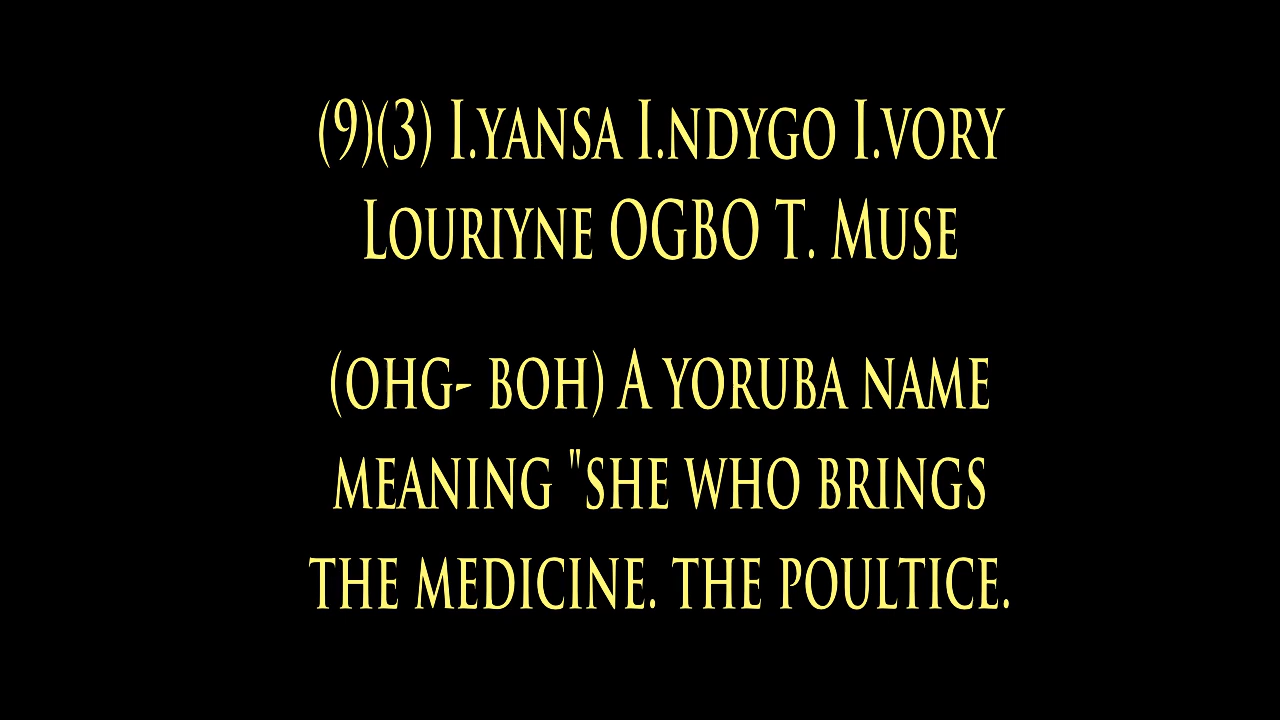 (9)(3) I.yansa I.ndygo I.vory
Louriyne OGBO T. Muse
(ohg- boh) A yoruba name
meaning "she who brings
the medicine. the poultice.